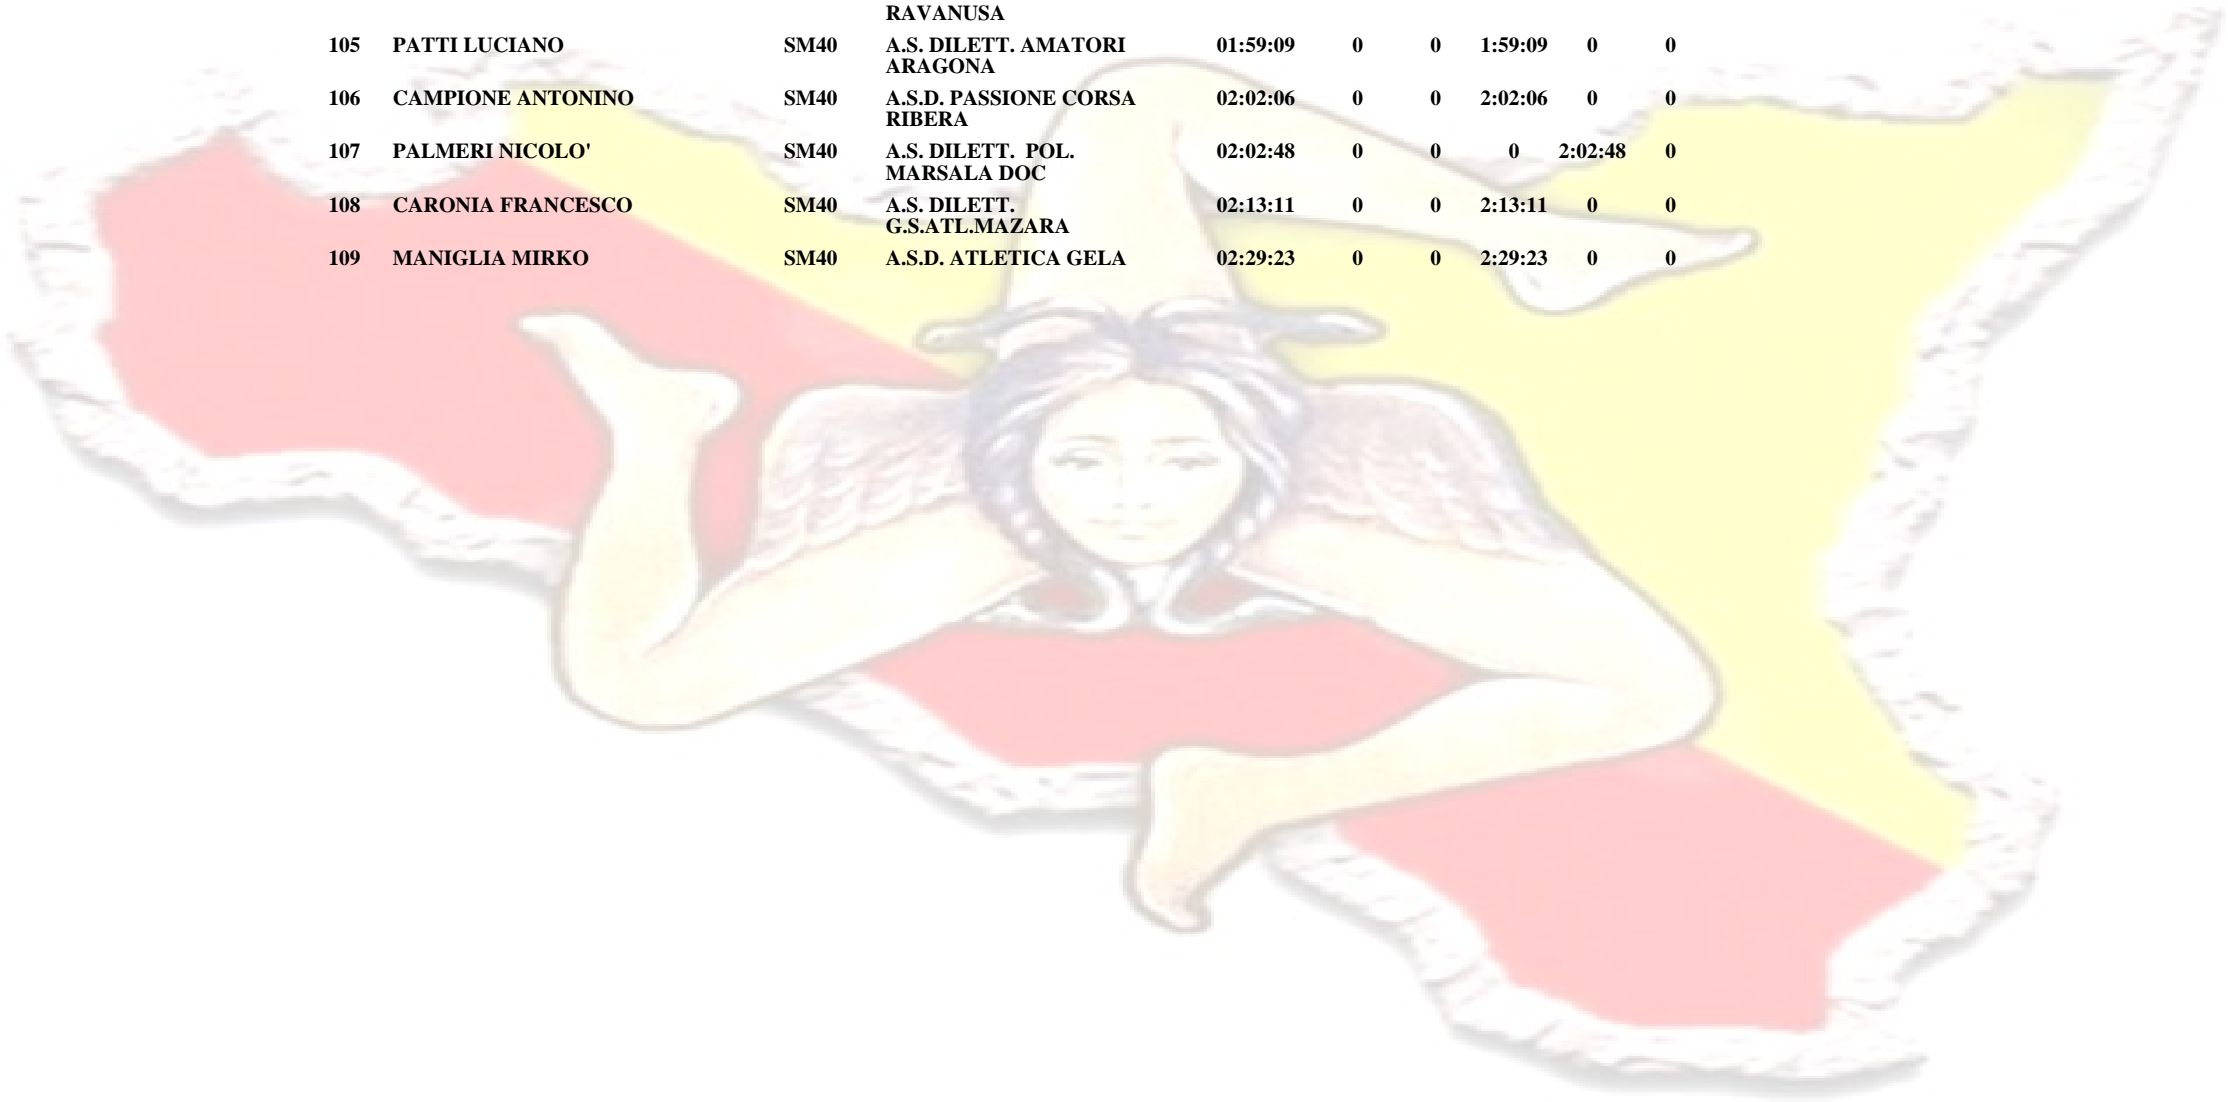 RAVANUSA
105 PATTI LUCIANO SM40 A.S. DILETT. AMATORI 01:59:09 0 0 1:59:09 0 0
ARAGONA
106 CAMPIONE ANTONINO SM40 A.S.D. PASSIONE CORSA 02:02:06 0 0 2:02:06 0 0
RIBERA
107 PALMERI NICOLO' SM40 A.S. DILETT. POL. 02:02:48 0 0 0 2:02:48 0
MARSALA DOC
108 CARONIA FRANCESCO SM40 A.S. DILETT. 02:13:11 0 0 2:13:11 0 0
G.S.ATL.MAZARA
109 MANIGLIA MIRKO SM40 A.S.D. ATLETICA GELA 02:29:23 0 0 2:29:23 0 0